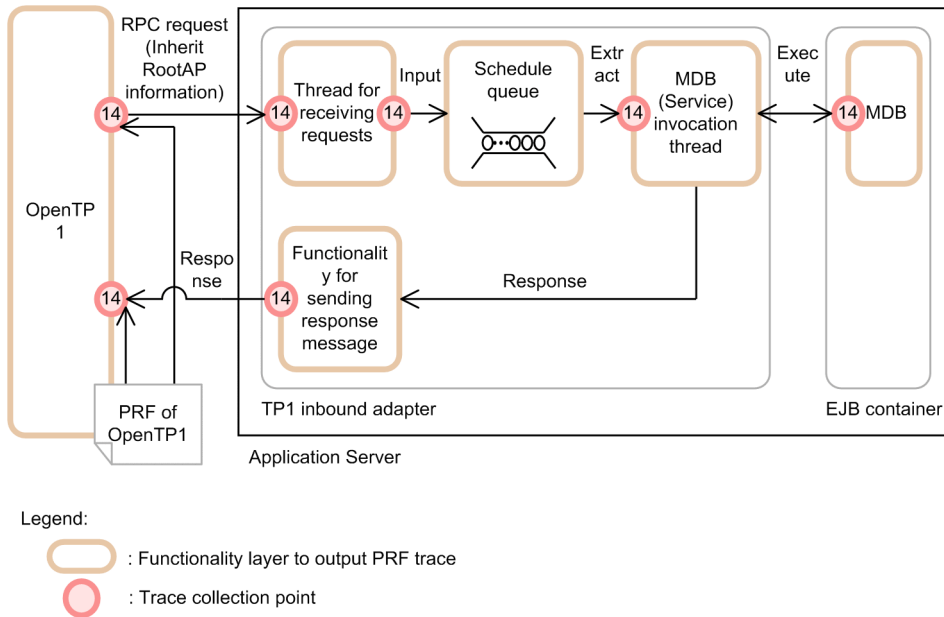 RPC request
(Inherit
RootAP
information)
14
14
Thread for
receiving
requests
14
Input
Schedule
queue
Extr
act
14
MDB
(Service)
invocation
thread
Exec
ute
14
MDB
OpenTP
1
14
Respo
nse
14
Functionalit
y for
sending
response
message
Response
PRF of
OpenTP1
TP1 inbound adapter
EJB container
Application Server
Legend:
: Functionality layer to output PRF trace
: Trace collection point